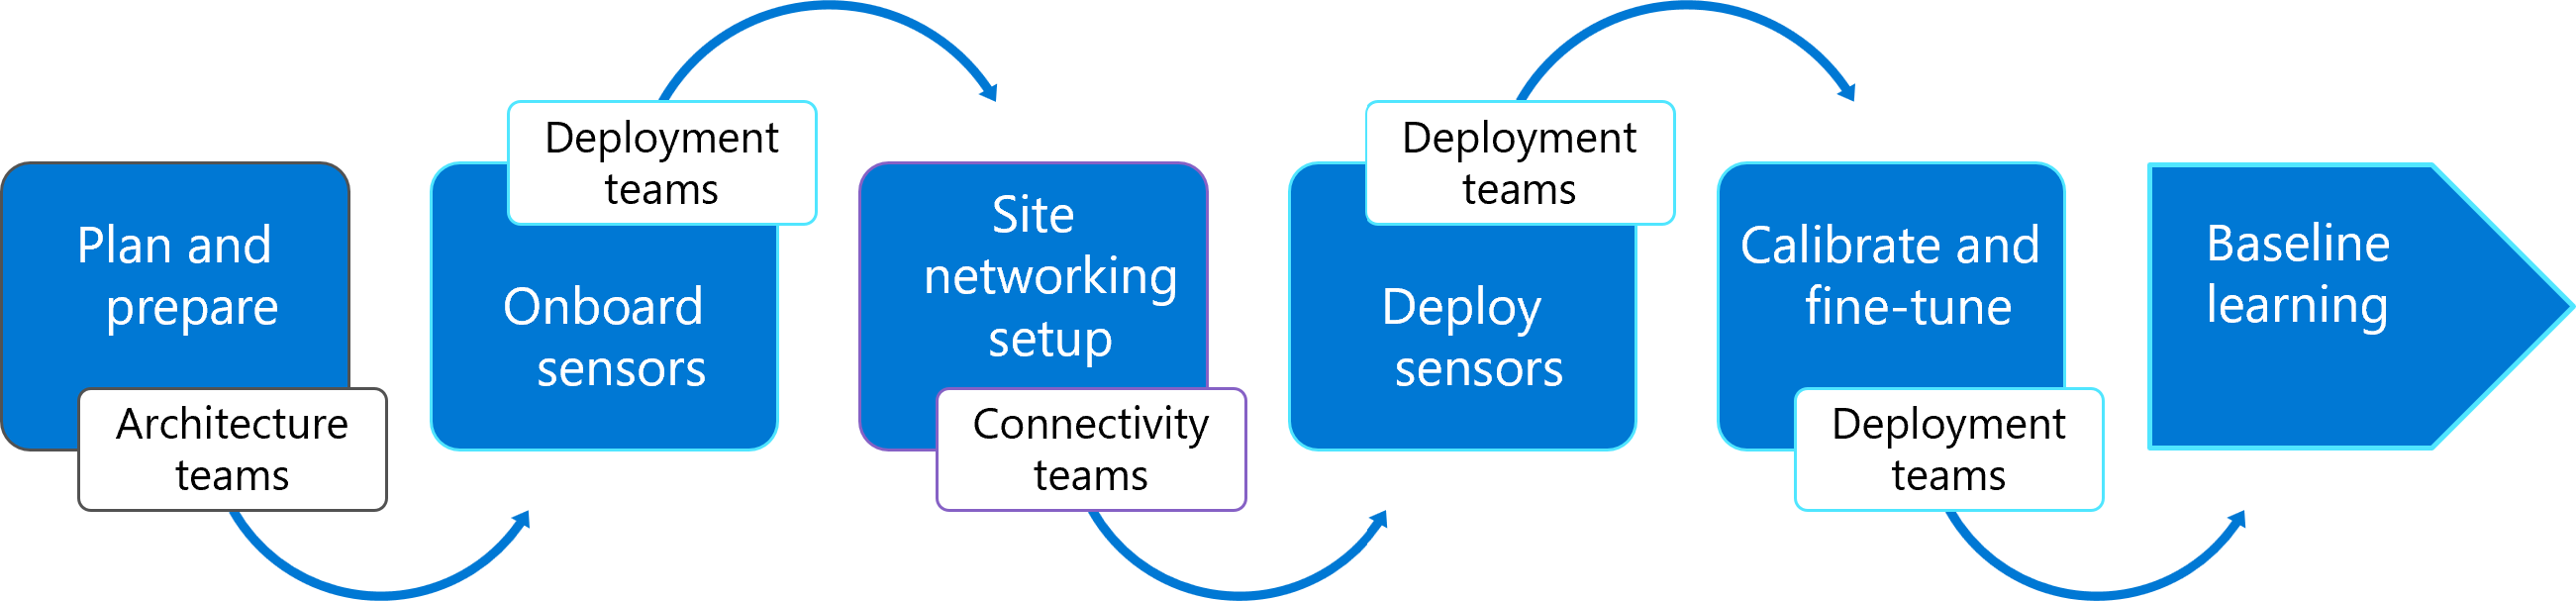 Plan and
prepare
Architecture
teams
Deployment
teams
Onboard
sensors
Site
networking
setup
Connectivity
teams
Deployment
teams
Deploy
sensors
Calibrate and
fine-tune
Deployment
teams
Baseline
learning